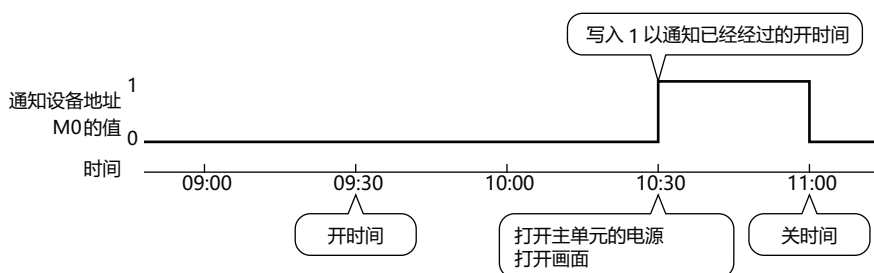 写入 1 以通知已经经过的开时间
1
通知设备地址
M0的值
0
时间
09:00 09:30 10:00 10:30 11:00
开时间
打开主单元的电源
打开画面
关时间